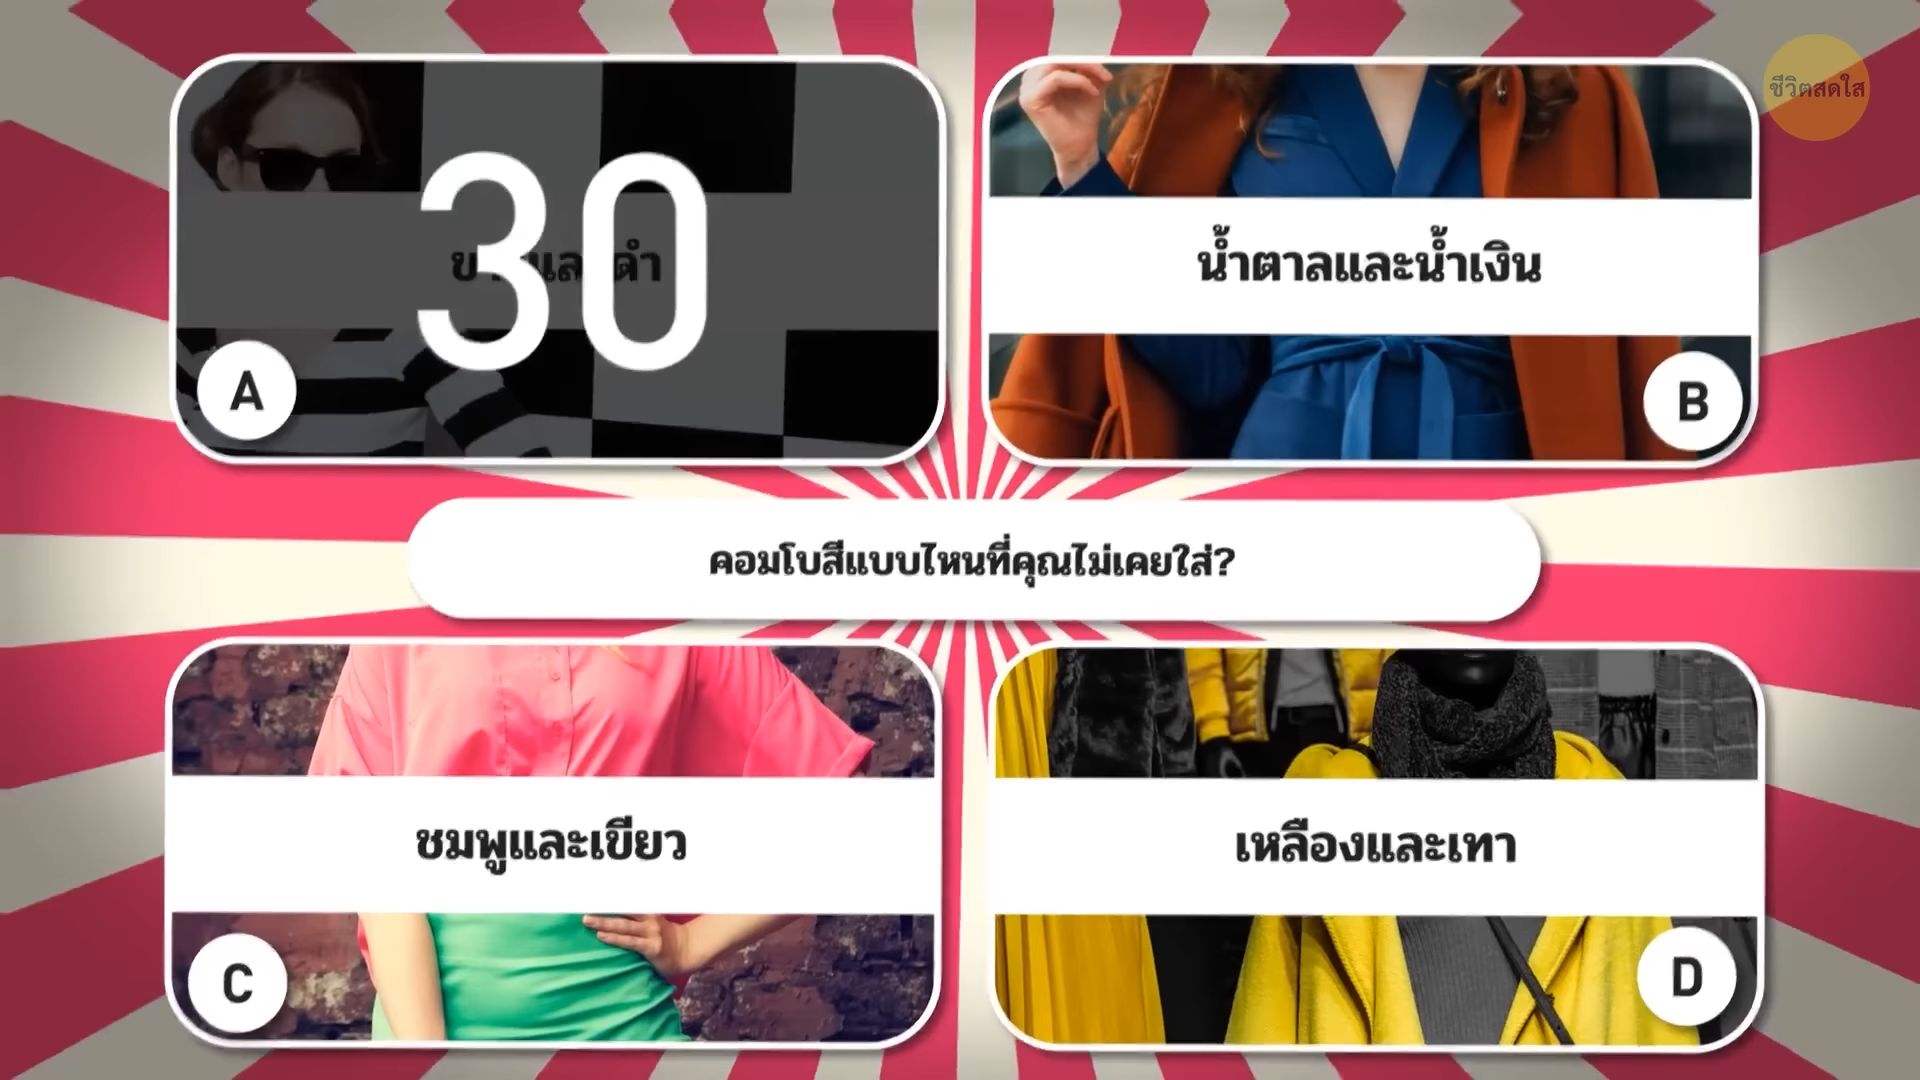 ชีวิตสดใส
30
A
น้ำตาลและน้ำเงิน
B
คอมโบสีแบบไหนที่คุณไม่เคยใส่?
ชมพูและเขียว
C
เหลืองและเทา
D